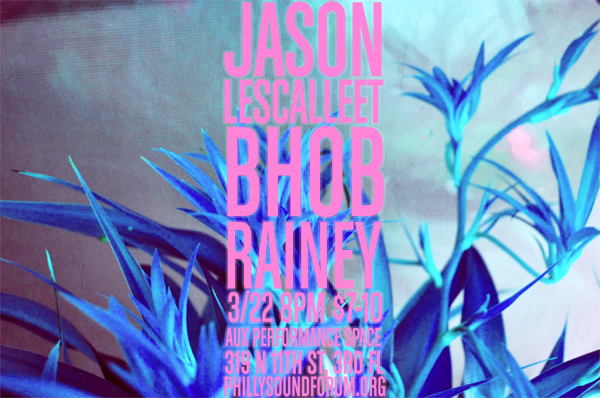 JASON
LESCALLEET
BHOB
RAINEY
3/22 8PM $7-10
AUX PERFORMANCE SPACE
319 N 11TH ST, 3RD FL
PHILLYSOUNDFORUM.ORG